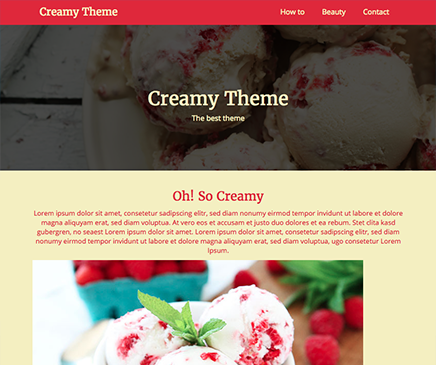 Creamy Theme How to Beauty Contact
Creamy Theme
The best theme
Oh! So Creamy
Lorem ipsum dolor sit amet, consetetur sadipscing elitr, sed diam nonumy eirmod tempor invidunt ut labore et dolore
magna aliquyam erat, sed diam voluptua. At vero eos et accusam et justo duo dolores et ea rebum. Stet clita kasd
gubergren, no seaest Lorem ipsum dolor sit amet. Lorem ipsum dolor sit amet, consetetur sadipscing elitr, sed diam
nonumy eirmod tempor invidunt ut labore et dolore magna aliquyam erat, sed diam voluptua, ugo consetetur Lorem
Ipsum.